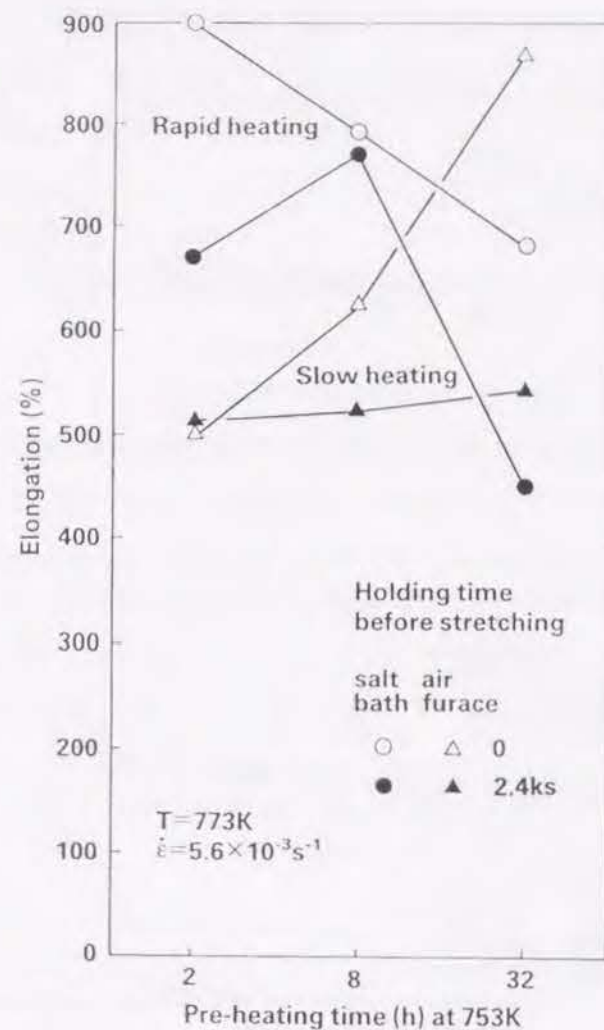 900
800
700
600
500
400
300
200
100
0
Elongation (%)
Rapid heating
Slow heating
Holding time
before stretching
salt air
bath furace
○ △ 0
● ▲ 2.4ks
T=773K
ε̇=5.6×10⁻³s⁻¹
2 8 32
Pre-heating time (h) at 753K